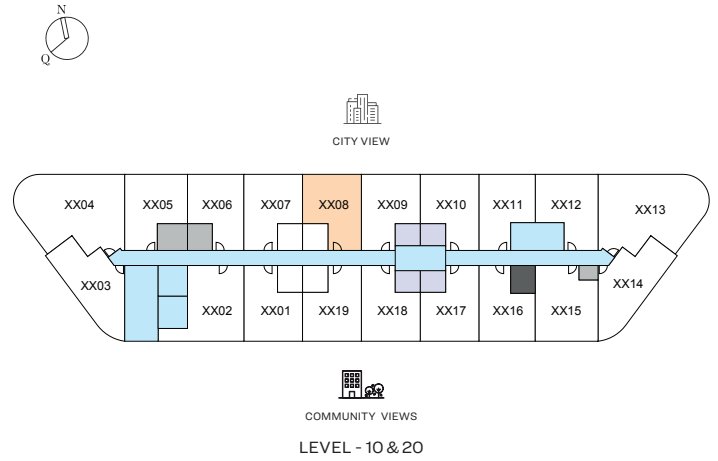 N
Q
CITY VIEW
XX04 XX05 XX06 XX07 XX08 XX09 XX10 XX11 XX12 XX13
XX03 XX14
XX02 XX01 XX19 XX18 XX17 XX16 XX15
COMMUNITY VIEWS
LEVEL - 10 & 20